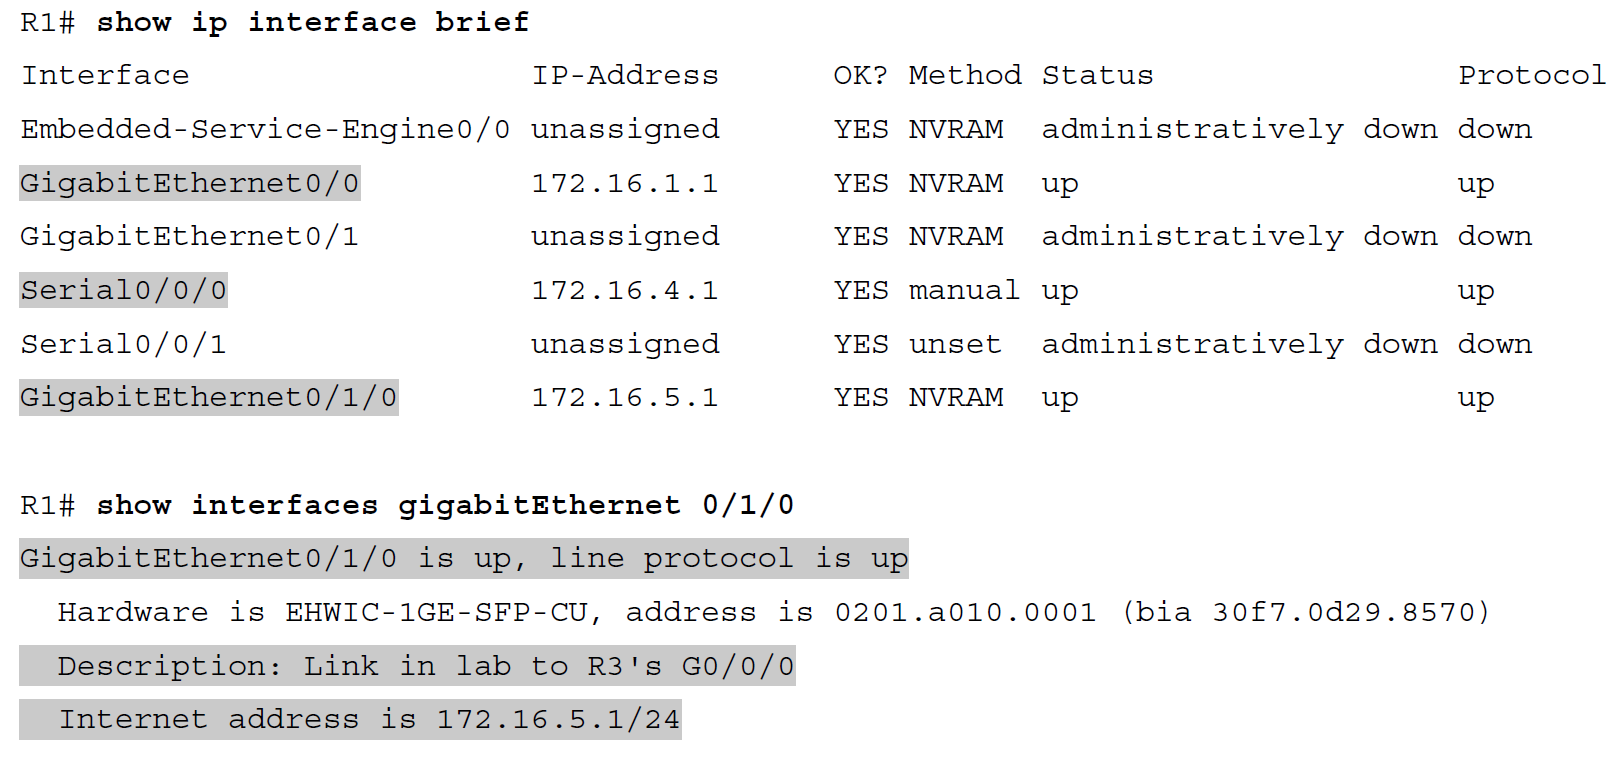 R1# show ip interface brief
Interface                  IP-Address      OK? Method Status                Protocol
Embedded-Service-Engine0/0 unassigned      YES NVRAM  administratively down down
GigabitEthernet0/0         172.16.1.1      YES NVRAM  up                    up
GigabitEthernet0/1         unassigned      YES NVRAM  administratively down down
Serial0/0/0                172.16.4.1      YES manual up                    up
Serial0/0/1                unassigned      YES unset  administratively down down
GigabitEthernet0/1/0       172.16.5.1      YES NVRAM  up                    up
R1# show interfaces gigabitEthernet 0/1/0
GigabitEthernet0/1/0 is up, line protocol is up
  Hardware is EHWIC-1GE-SFP-CU, address is 0201.a010.0001 (bia 30f7.0d29.8570)
  Description: Link in lab to R3's G0/0/0
  Internet address is 172.16.5.1/24